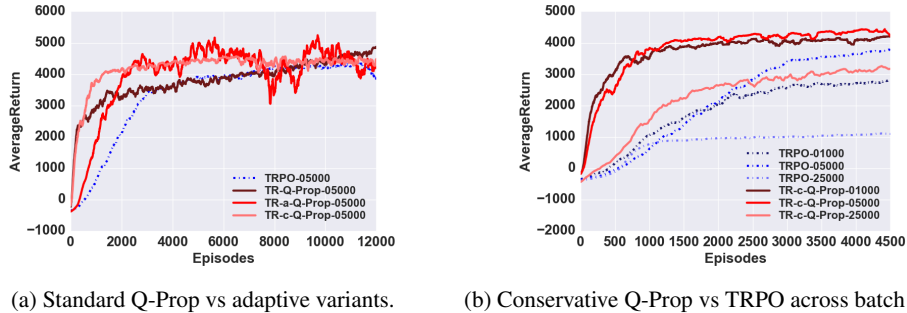 6000
5000
4000
3000
2000
1000
0
−1000
AverageReturn
0 2000 4000 6000 8000 10000 12000
Episodes
TRPO-05000
TR-Q-Prop-05000
TR-a-Q-Prop-05000
TR-c-Q-Prop-05000
(a) Standard Q-Prop vs adaptive variants.
5000
4000
3000
2000
1000
0
−1000
−2000
AverageReturn
0 500 1000 1500 2000 2500 3000 3500 4000 4500
Episodes
TRPO-01000
TRPO-05000
TRPO-25000
TR-c-Q-Prop-01000
TR-c-Q-Prop-05000
TR-c-Q-Prop-25000
(b) Conservative Q-Prop vs TRPO across batch